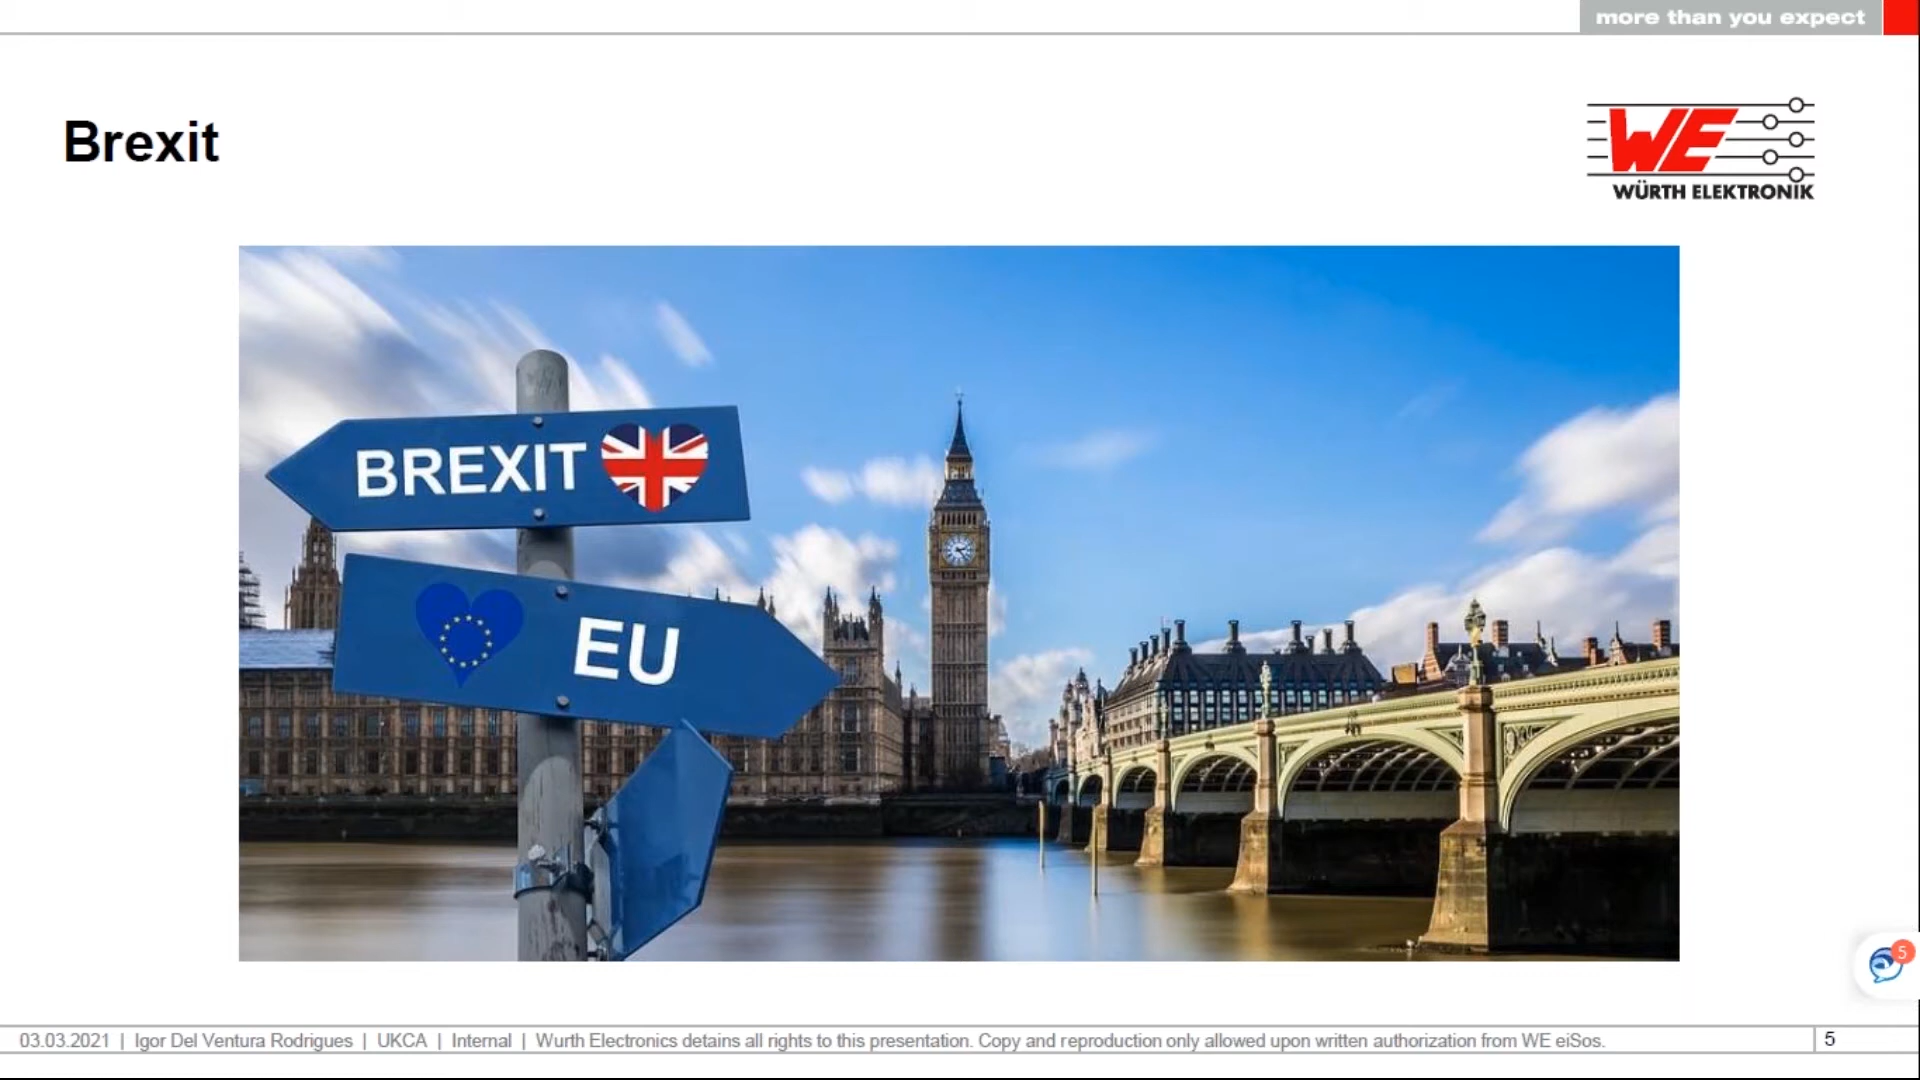 more than you expect
Brexit
WE
WÜRTH ELEKTRONIK
BREXIT
EU
5
03.03.2021 | Igor Del Ventura Rodrigues | UKCA | Internal | Wurth Electronics detains all rights to this presentation. Copy and reproduction only allowed upon written authorization from WE eiSos.
5